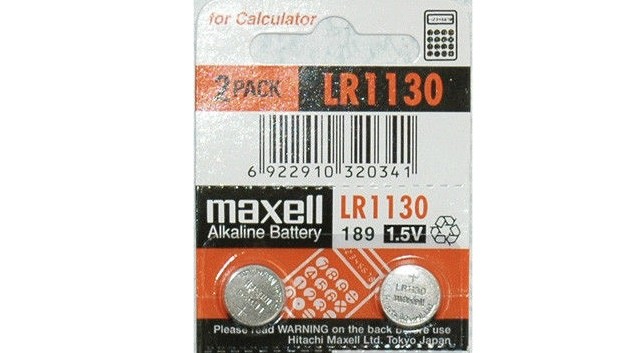 for Calculator
2 PACK LR1130
6 922910 320341
maxell LR1130
Alkaline Battery 189 1.5V
LR1130
maxell
Please read WARNING on the back before use
Hitachi Maxell Ltd. Tokyo Japan